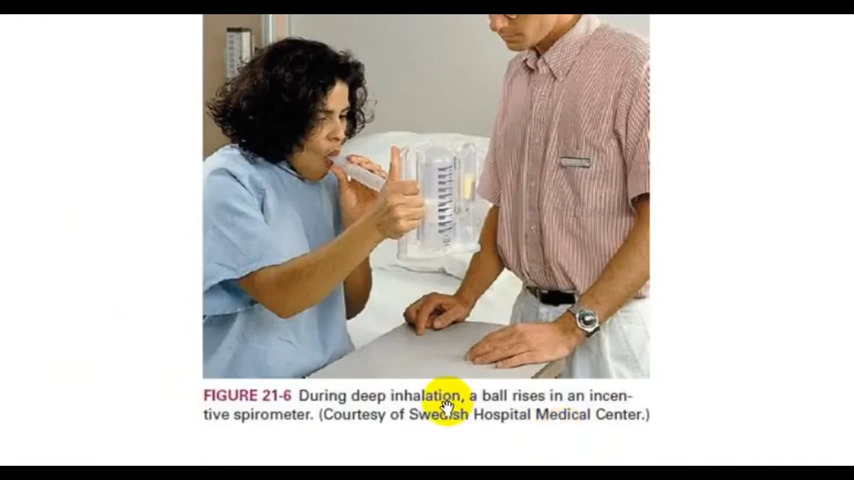 FIGURE 21-6 During deep inhalation, a ball rises in an incen-
tive spirometer. (Courtesy of Swedish Hospital Medical Center.)